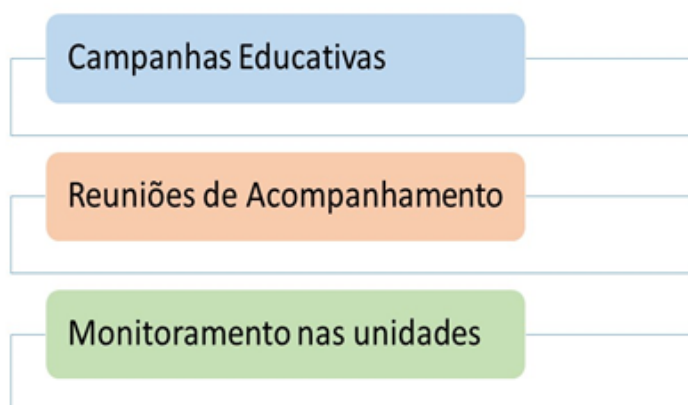 Campanhas Educativas
Reuniões de Acompanhamento
Monitoramento nas unidades